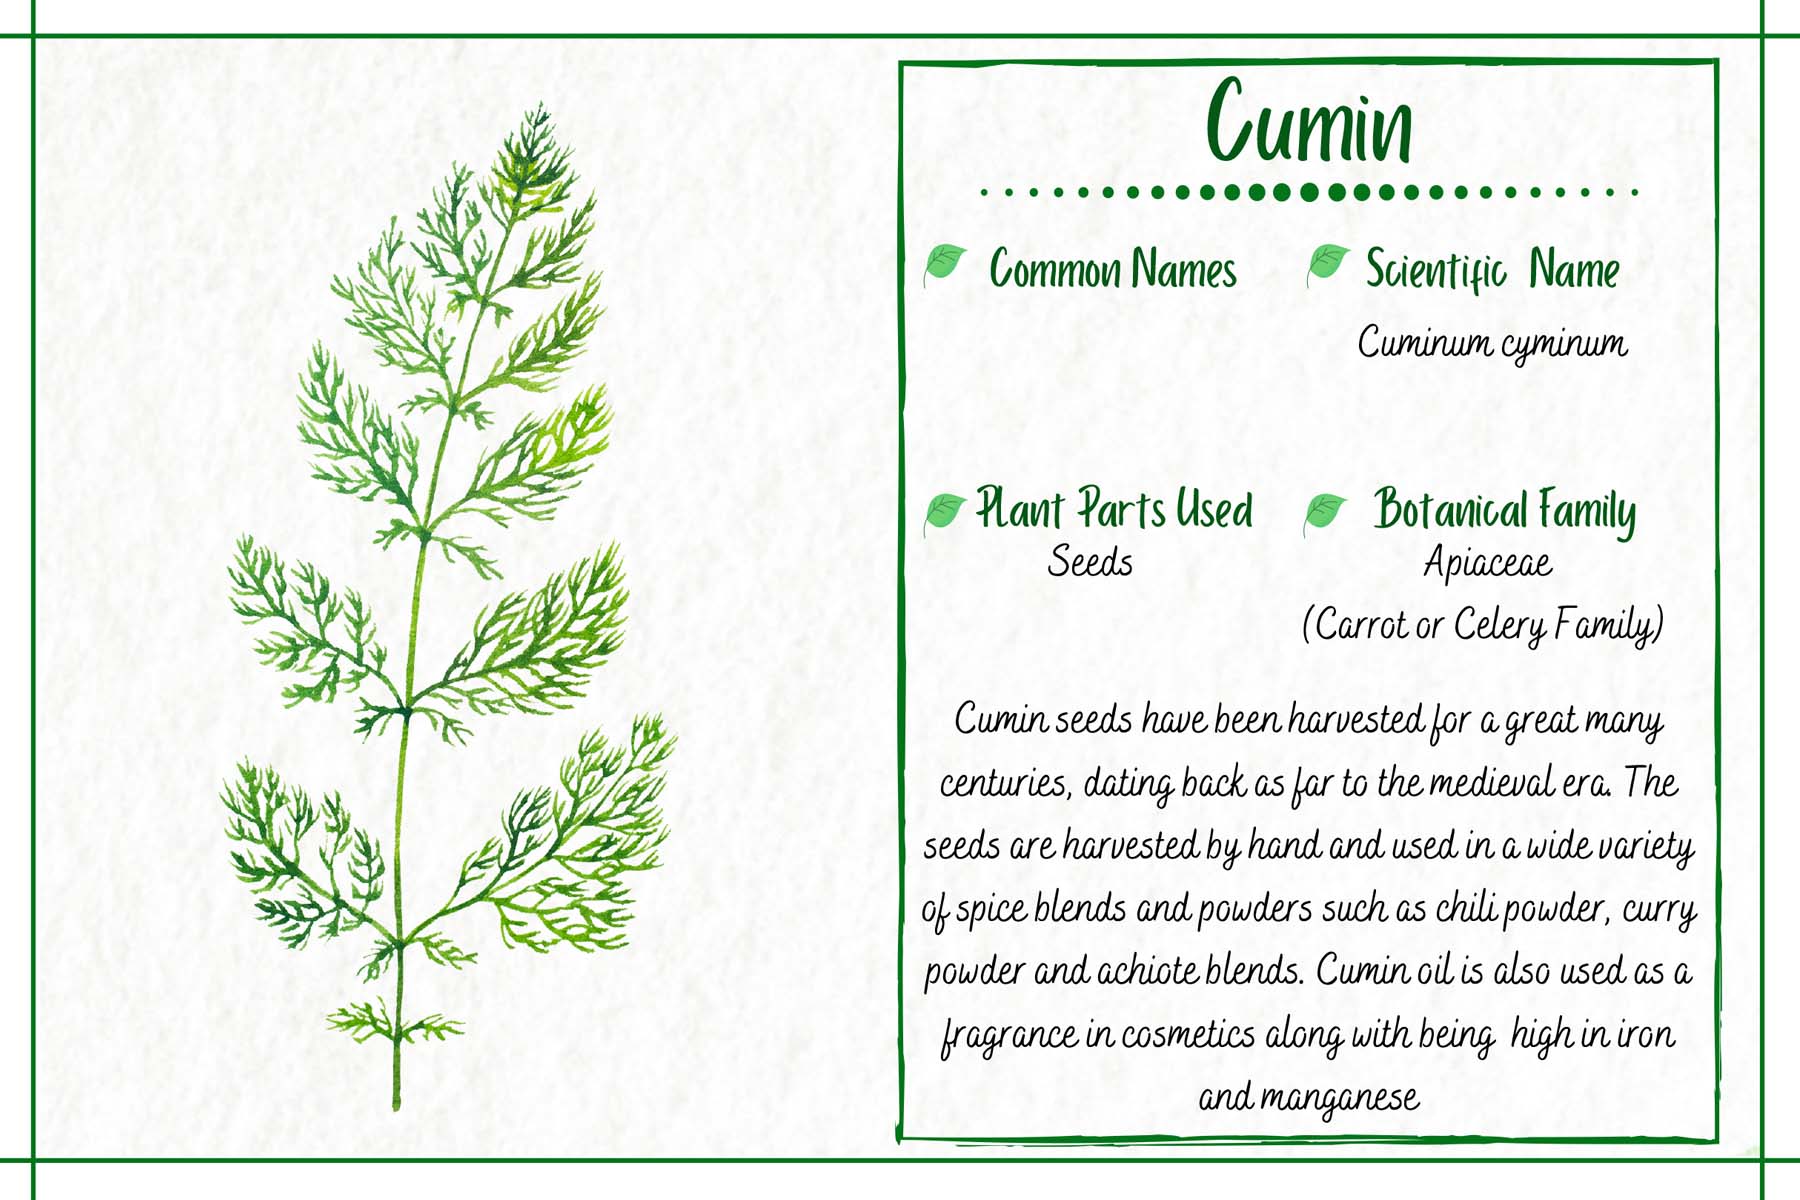 Cumin
Common Names
Scientific Name
Cuminum cyminum
Plant Parts Used
Seeds
Botanical Family
Apiaceae
(Carrot or Celery Family)
Cumin seeds have been harvested for a great many
centuries, dating back as far to the medieval era. The
seeds are harvested by hand and used in a wide variety
of spice blends and powders such as chili powder, curry
powder and achiote blends. Cumin oil is also used as a
fragrance in cosmetics along with being high in iron
and manganese